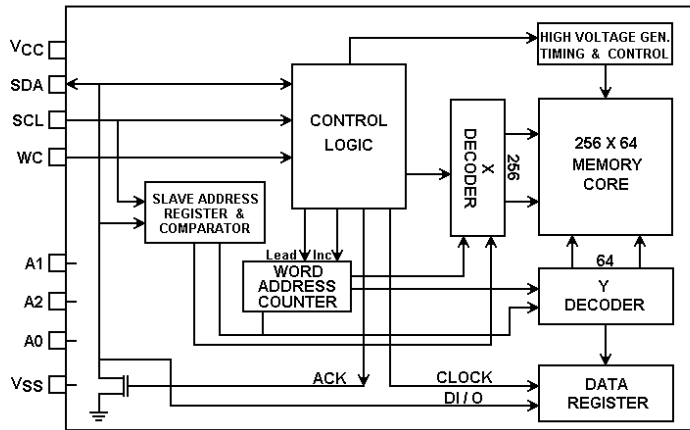 VCC
SDA
SCL
WC
A1
A2
A0
VSS
HIGH VOLTAGE GEN.
TIMING & CONTROL
CONTROL
LOGIC
X
DECODER
256
256 X 64
MEMORY
CORE
SLAVE ADDRESS
REGISTER &
COMPARATOR
Lead Inc
WORD
ADDRESS
COUNTER
64
Y
DECODER
ACK
CLOCK
DI / O
DATA
REGISTER